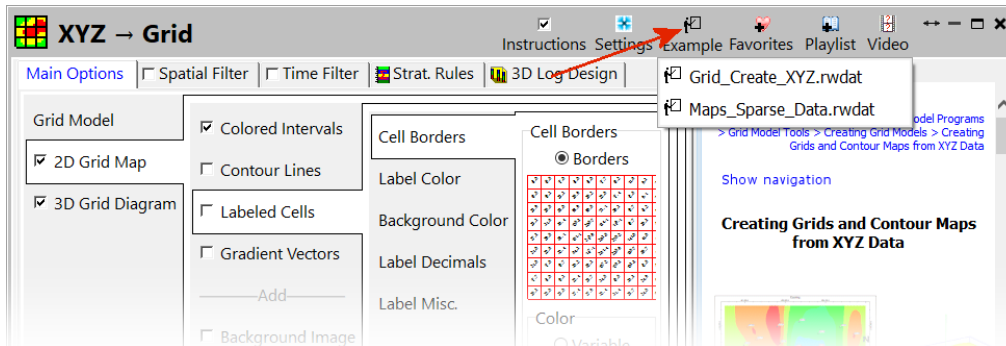 XYZ → Grid
Instructions Settings Example Favorites Playlist Video
Main Options Spatial Filter Time Filter Strat. Rules 3D Log Design
Grid_Create_XYZ.rwdat
Maps_Sparse_Data.rwdat
Grid Model
2D Grid Map
3D Grid Diagram
Colored Intervals
Contour Lines
Labeled Cells
Gradient Vectors
Add
Background Image
Cell Borders
Label Color
Background Color
Label Decimals
Label Misc.
Cell Borders
Borders
Color
Variable
Model Programs
> Grid Model Tools > Creating Grid Models > Creating
Grids and Contour Maps from XYZ Data
Show navigation
Creating Grids and Contour Maps
from XYZ Data